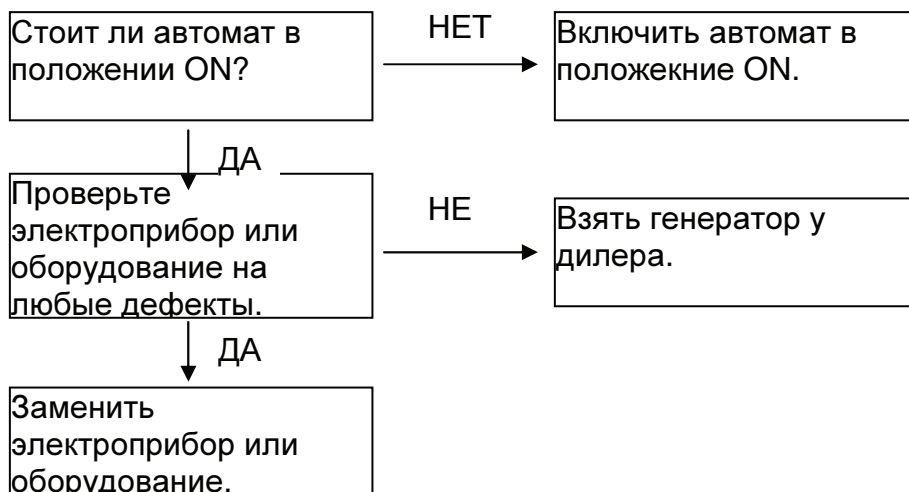 Стоит ли автомат в
положении ON?
НЕТ
Включить автомат в
положекние ON.
ДА
Проверьте
электроприбор или
оборудование на
любые дефекты.
НЕ
Взять генератор у
дилера.
ДА
Заменить
электроприбор или
оборудование.